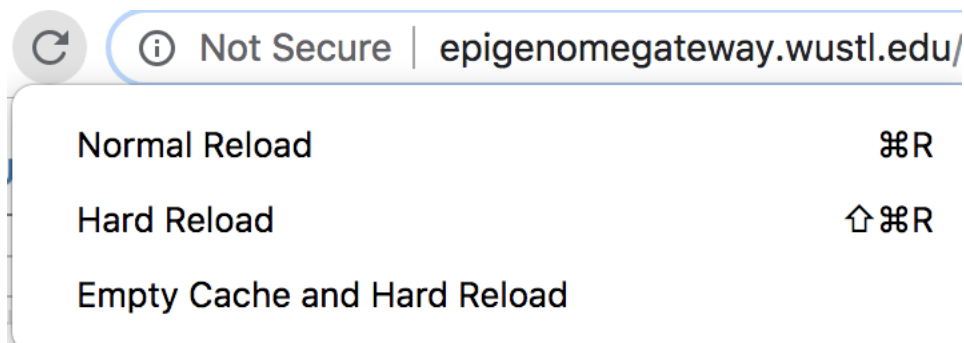 Not Secure | epigenomegateway.wustl.edu/
Normal Reload ⌘R
Hard Reload ⇧⌘R
Empty Cache and Hard Reload